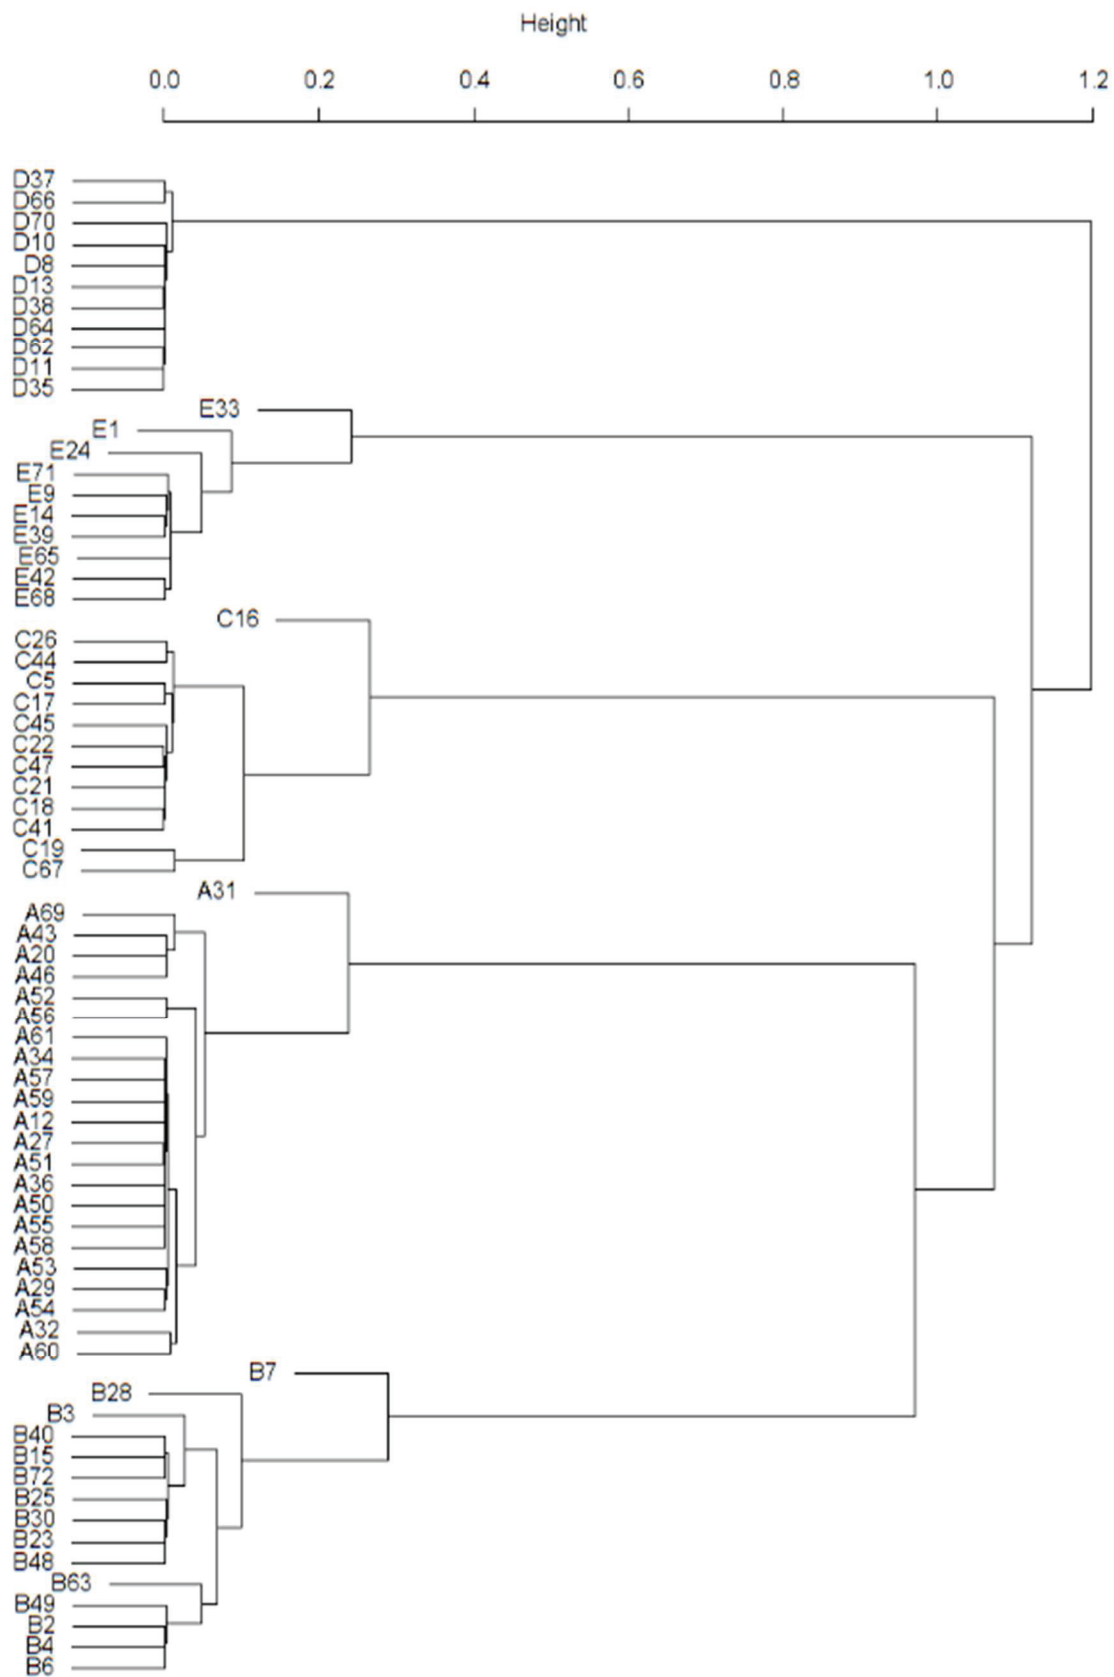 Height
0.0 0.2 0.4 0.6 0.8 1.0 1.2
D37
D66
D70
D10
D8
D13
D38
D64
D62
D11
D35
E33
E1
E24
E71
E9
E14
E39
E65
E42
E68
C16
C26
C44
C5
C17
C45
C22
C47
C21
C18
C41
C19
C67
A31
A69
A43
A20
A46
A52
A56
A61
A34
A57
A59
A12
A27
A51
A36
A50
A55
A58
A53
A29
A54
A32
A60
B7
B28
B3
B40
B15
B72
B25
B30
B23
B48
B63
B49
B2
B4
B6